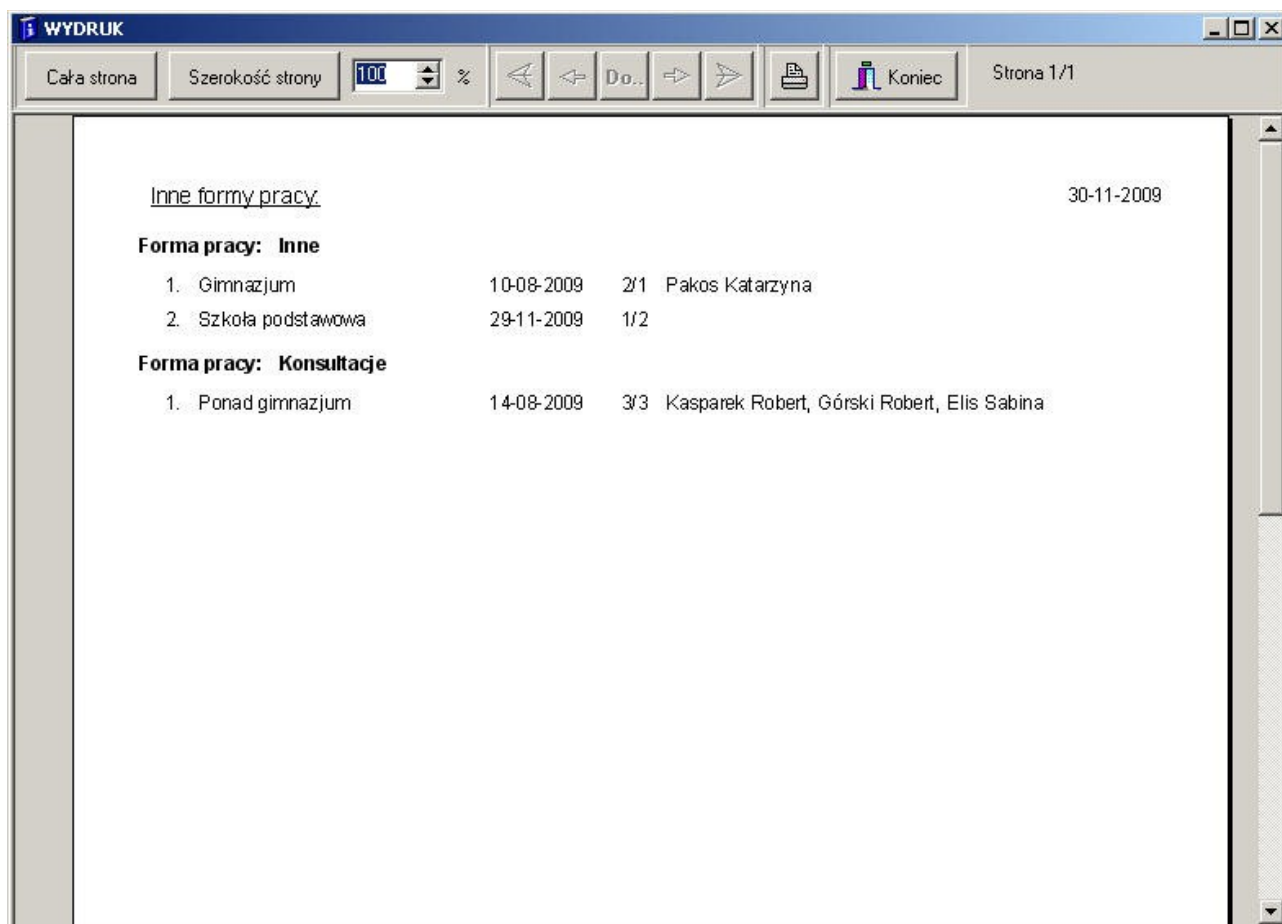 WYDRUK
Cała strona Szerokość strony 100 % Do.. Koniec Strona 1/1
Inne formy pracy: 30-11-2009
Forma pracy: Inne
1. Gimnazjum 10-08-2009 2/1 Pakos Katarzyna
2. Szkoła podstawowa 29-11-2009 1/2
Forma pracy: Konsultacje
1. Ponad gimnazjum 14-08-2009 3/3 Kasparek Robert, Górski Robert, Elis Sabina